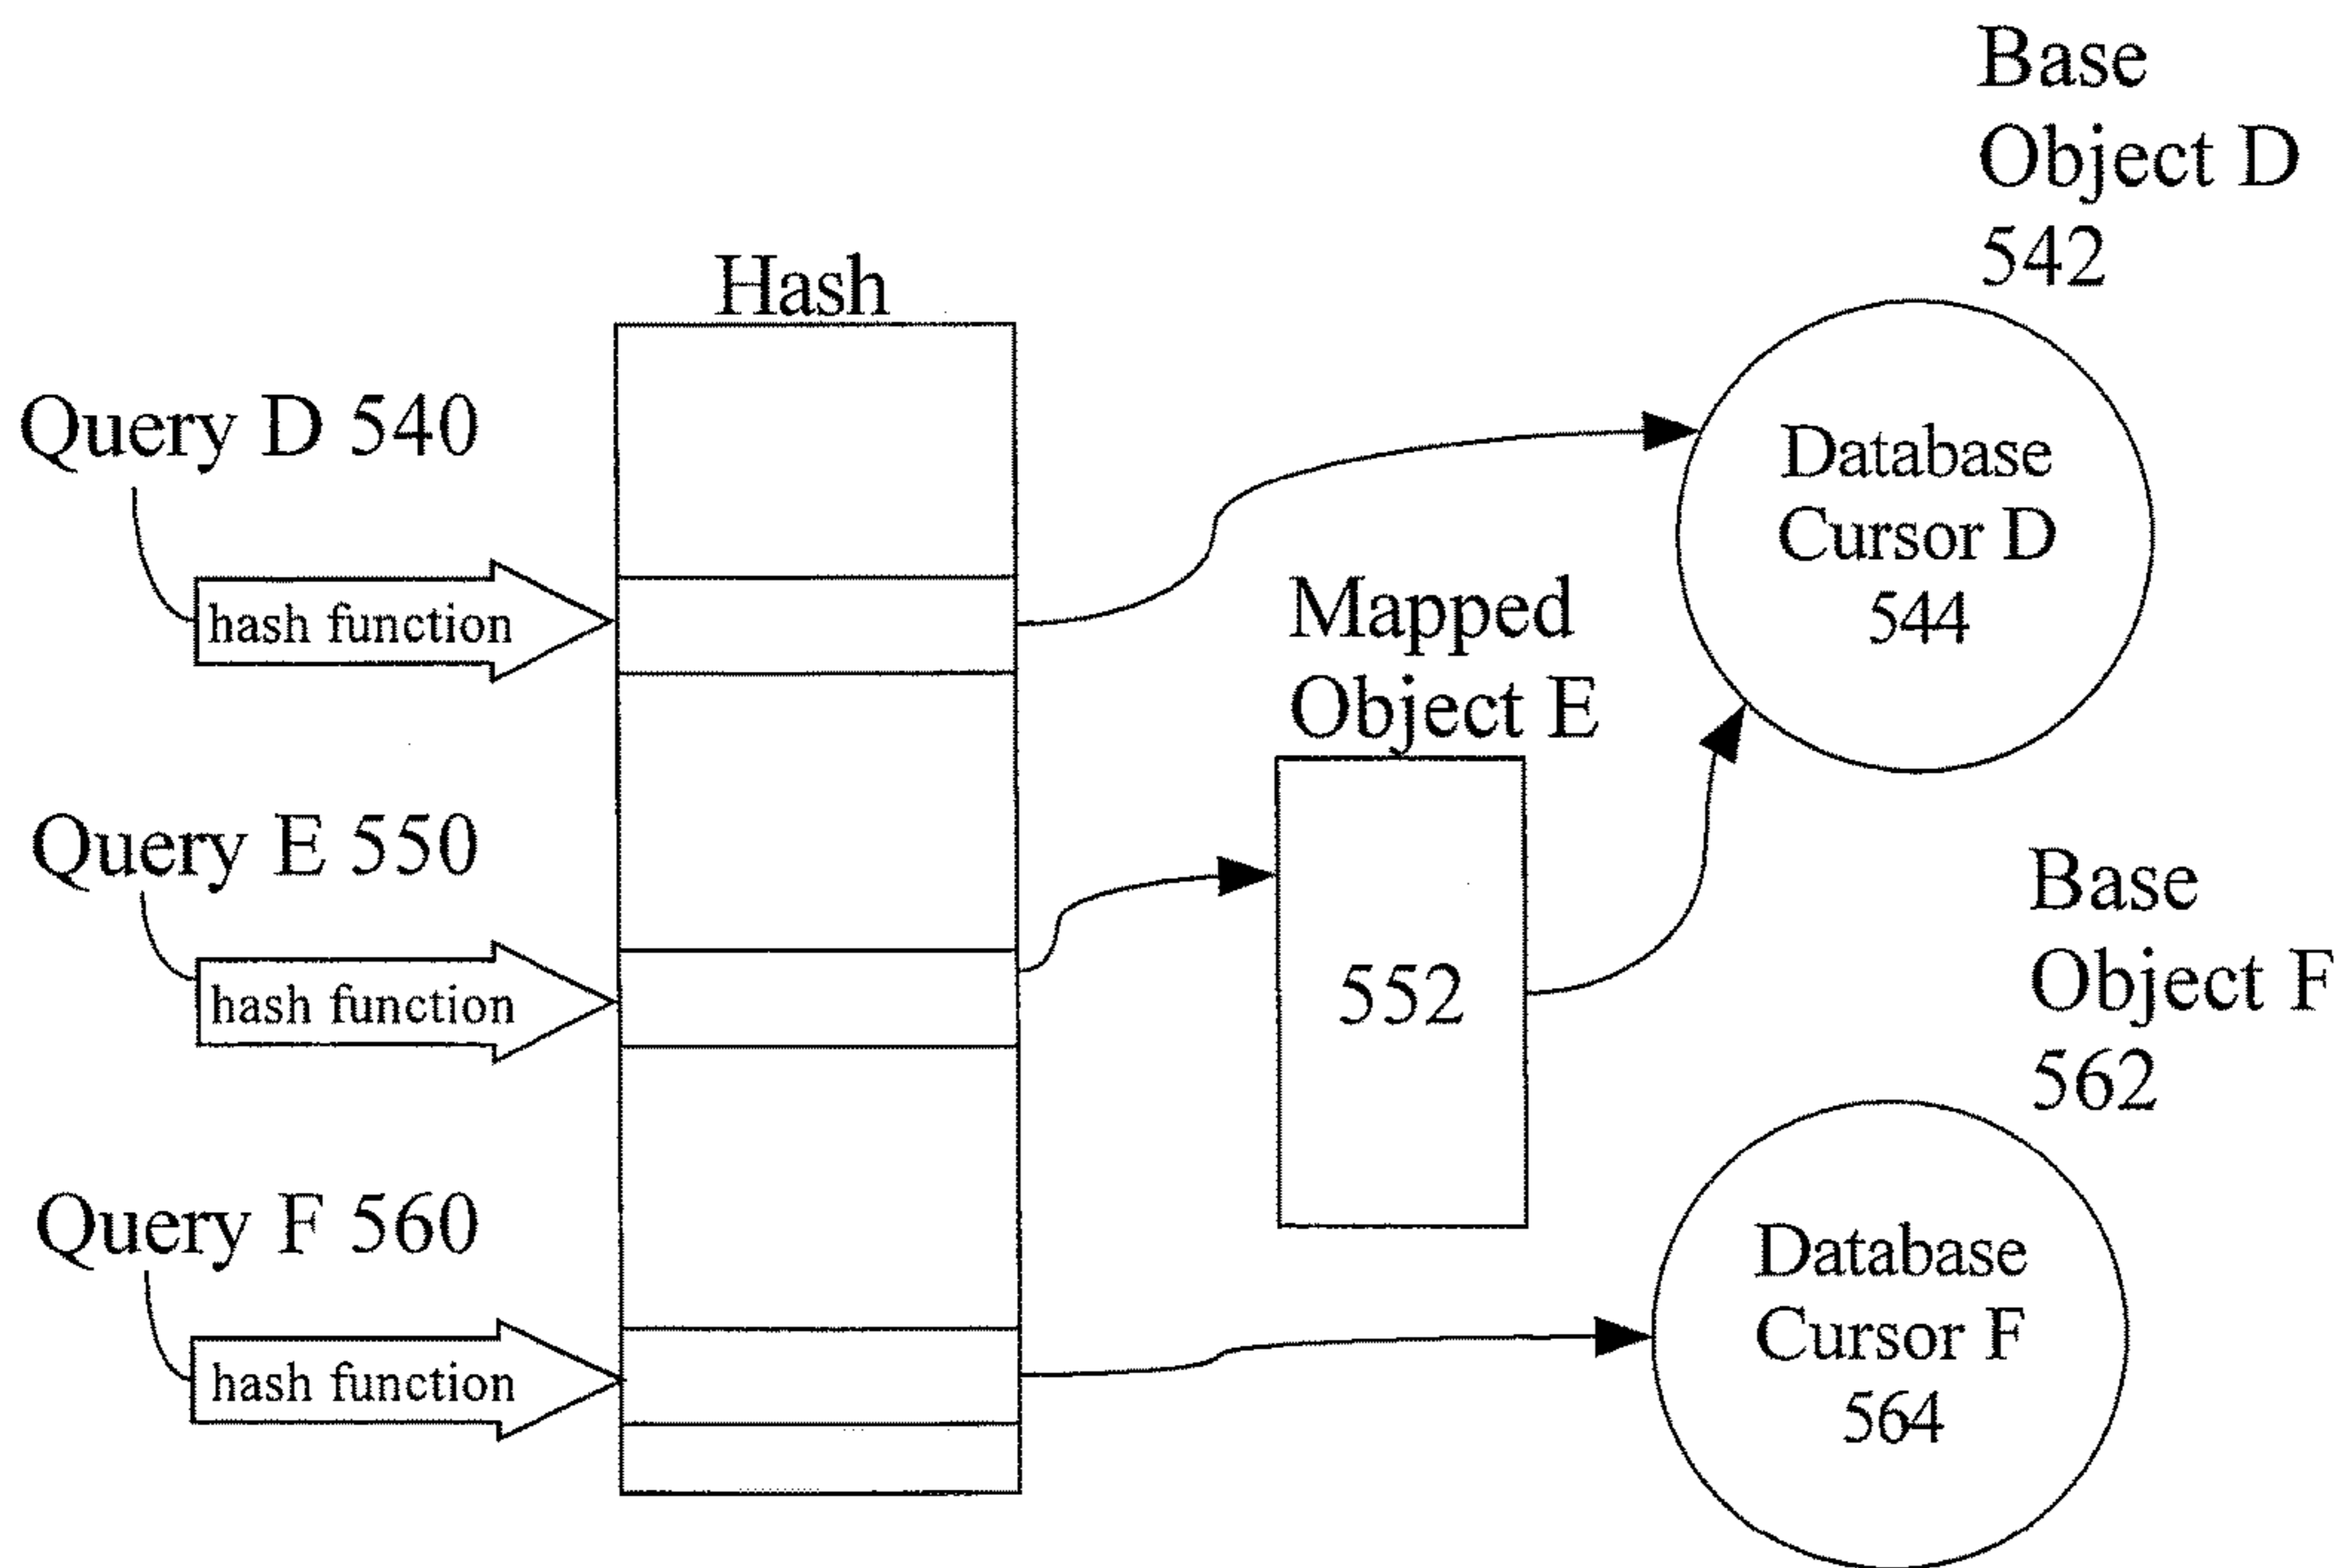 Base
Object D
542
Hash
Query D 540
hash function
Database
Cursor D
544
Mapped
Object E
Query E 550
hash function
552
Base
Object F
562
Query F 560
hash function
Database
Cursor F
564